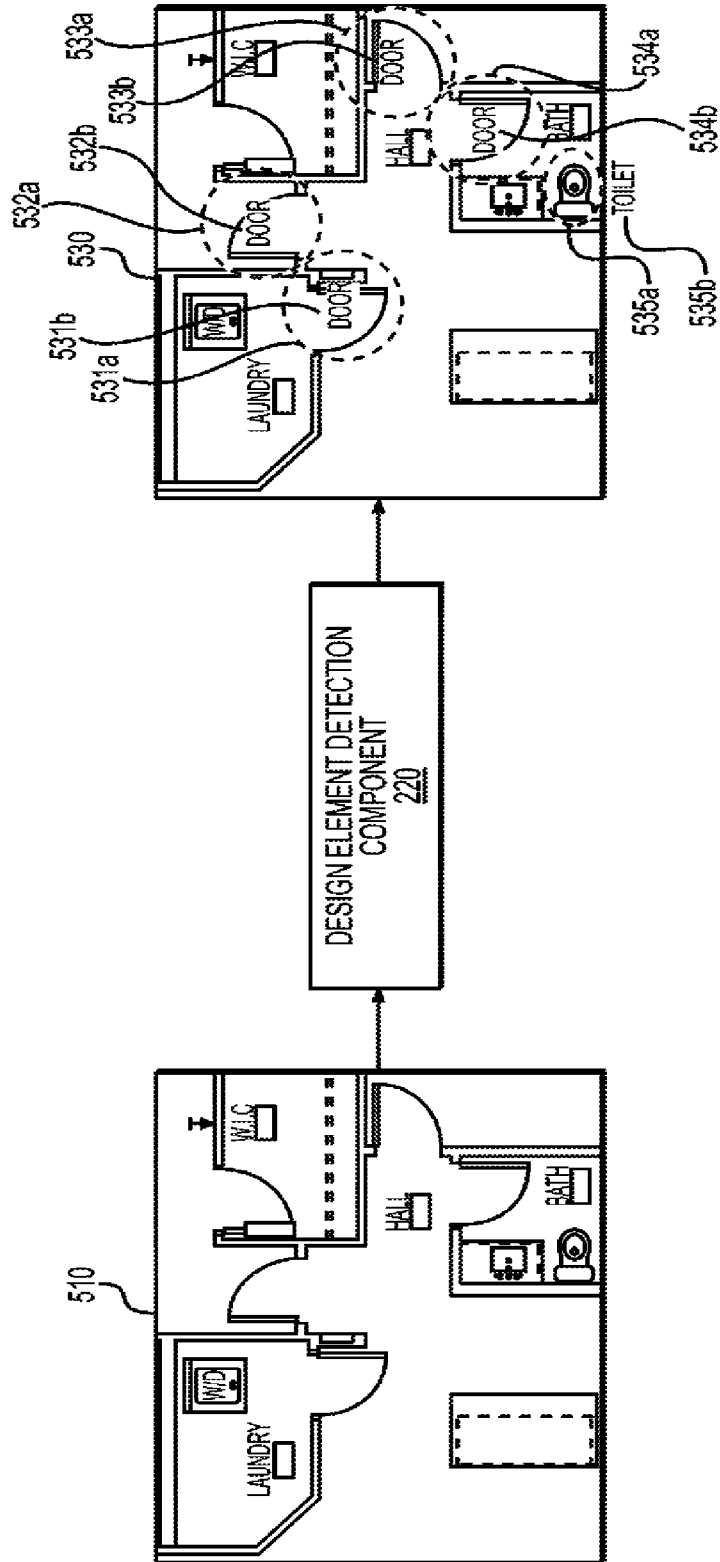 510
W/D
LAUNDRY
W.I.C
HALL
BATH
DESIGN ELEMENT DETECTION
COMPONENT
220
530
532a
532b
531b
531a
533a
533b
W/D
LAUNDRY
DOOR
DOOR
W.I.C
DOOR
HALL
DOOR
BATH
TOILET
534a
534b
535a
535b